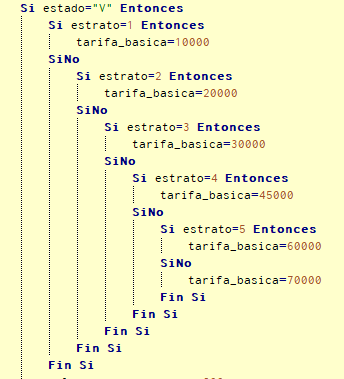 Si estado="V" Entonces
Si estrato=1 Entonces
tarifa_basica=10000
SiNo
Si estrato=2 Entonces
tarifa_basica=20000
SiNo
Si estrato=3 Entonces
tarifa_basica=30000
SiNo
Si estrato=4 Entonces
tarifa_basica=45000
SiNo
Si estrato=5 Entonces
tarifa_basica=60000
SiNo
tarifa_basica=70000
Fin Si
Fin Si
Fin Si
Fin Si
Fin Si